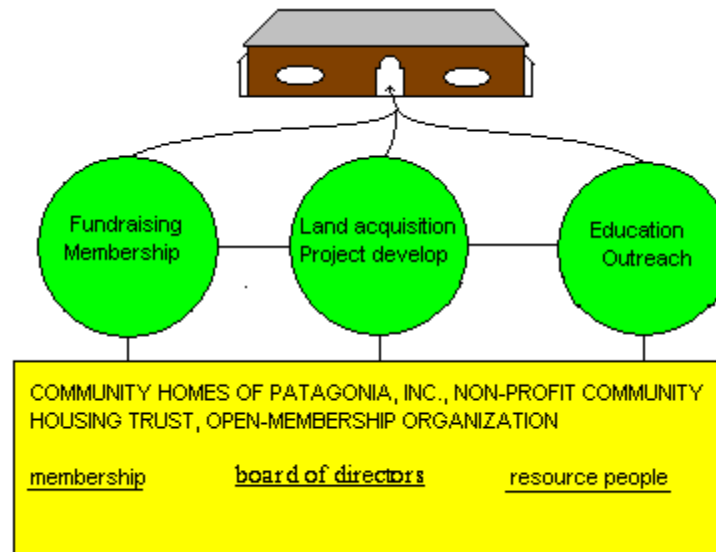 Fundraising
Membership
Land acquisition
Project develop
Education
Outreach
COMMUNITY HOMES OF PATAGONIA, INC., NON-PROFIT COMMUNITY
HOUSING TRUST, OPEN-MEMBERSHIP ORGANIZATION
membership
board of directors
resource people